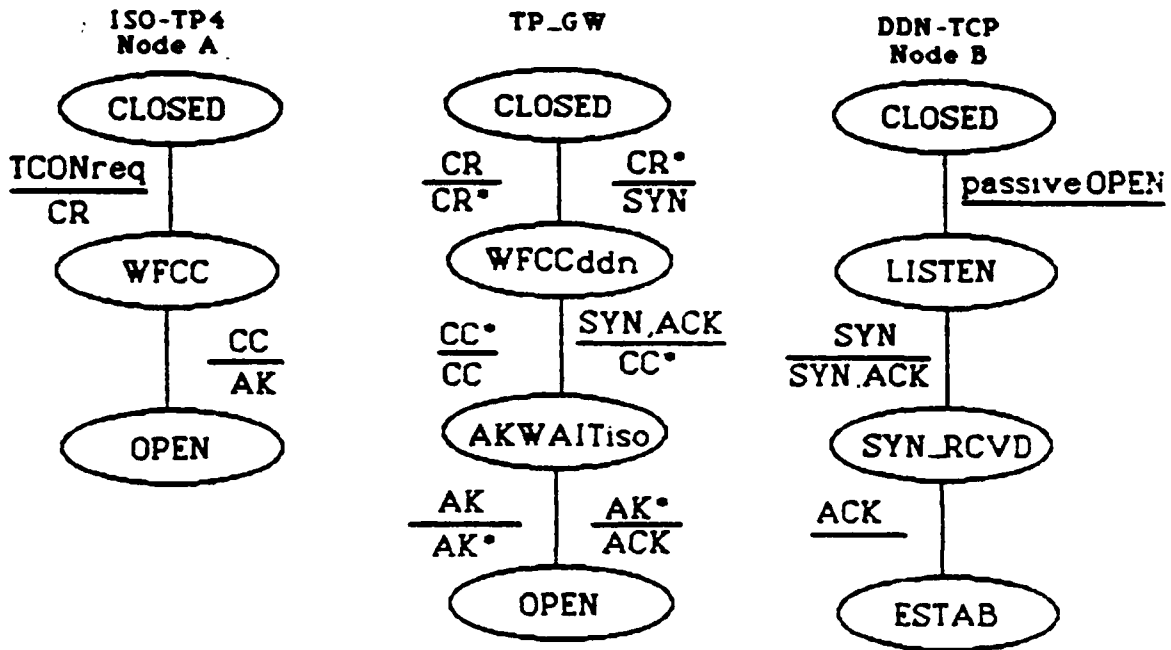 ISO-TP4
Node A
CLOSED
TCONreq
CR
WFCC
CC
AK
OPEN
TP_GW
CLOSED
CR
CR*
CR*
SYN
WFCCddn
CC*
CC
SYN,ACK
CC*
AKWAITiso
AK
AK*
AK*
ACK
OPEN
DDN-TCP
Node B
CLOSED
passiveOPEN
LISTEN
SYN
SYN.ACK
SYN_RCVD
ACK
ESTAB